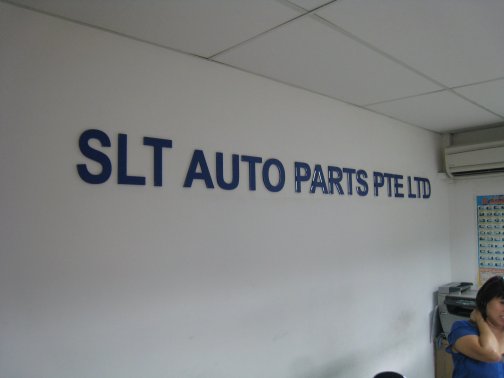 SLT AUTO PARTS PTE LTD